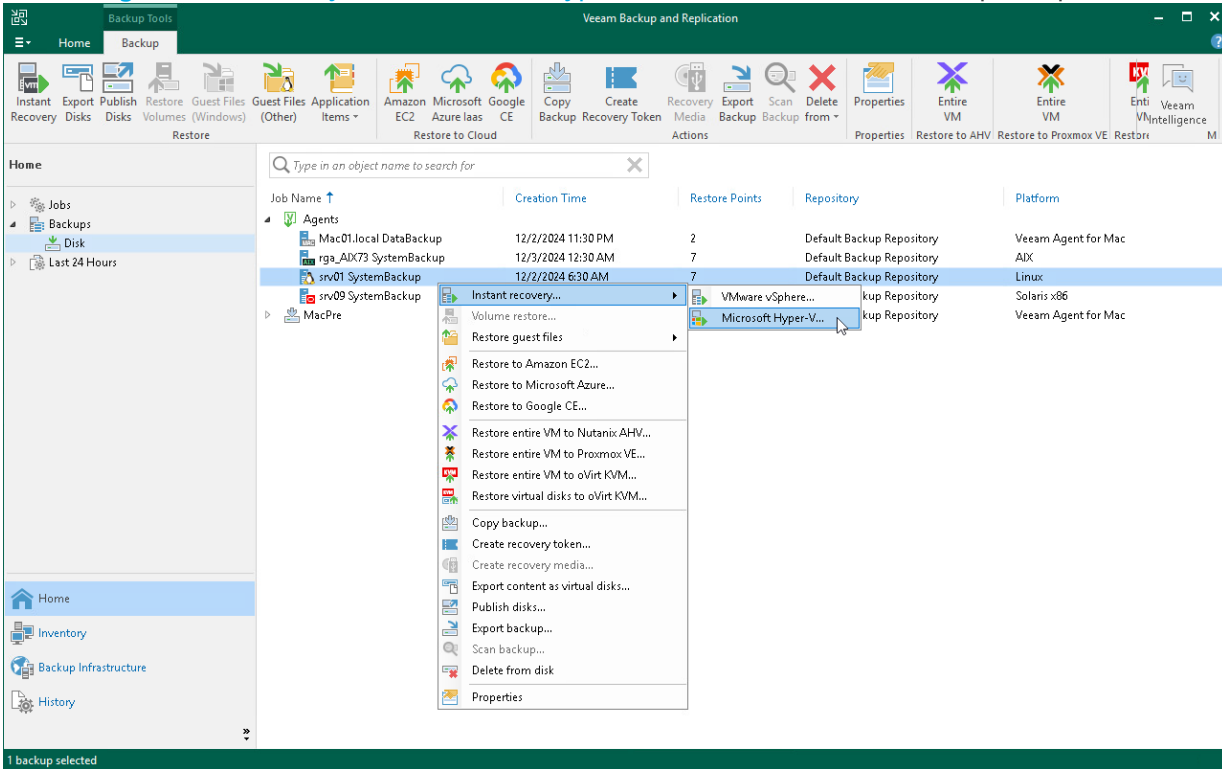 Backup Tools
Veeam Backup and Replication
Home Backup
?
Instant Recovery
Export Disks
Publish Disks
Restore Volumes
Guest Files (Windows)
Guest Files (Other)
Application Items
Amazon EC2
Microsoft Azure Iaas
Google CE
Copy Backup
Create Recovery Token
Recovery Media
Export Backup
Scan Backup
Delete from
Properties
Entire VM
Entire VM
Enti VM
Veeam Intelligence
Restore
Restore to Cloud
Actions
Properties
Restore to AHV
Restore to Proxmox VE
Restore
M
Home
Type in an object name to search for
Jobs
Backups
Disk
Last 24 Hours
Job Name Creation Time Restore Points Repository Platform
Agents
Mac01.local DataBackup 12/2/2024 11:30 PM 2 Default Backup Repository Veeam Agent for Mac
rga_AIX73 SystemBackup 12/3/2024 12:30 AM 7 Default Backup Repository AIX
srv01 SystemBackup 12/2/2024 6:30 AM 7 Default Backup Repository Linux
srv09 SystemBackup kup Repository Solaris x86
MacPre kup Repository Veeam Agent for Mac
Instant recovery...
VMware vSphere...
Microsoft Hyper-V...
Volume restore...
Restore guest files
Restore to Amazon EC2...
Restore to Microsoft Azure...
Restore to Google CE...
Restore entire VM to Nutanix AHV...
Restore entire VM to Proxmox VE...
Restore entire VM to oVirt KVM...
Restore virtual disks to oVirt KVM...
Copy backup...
Create recovery token...
Create recovery media...
Export content as virtual disks...
Publish disks...
Export backup...
Scan backup...
Delete from disk
Properties
Home
Inventory
Backup Infrastructure
History
1 backup selected